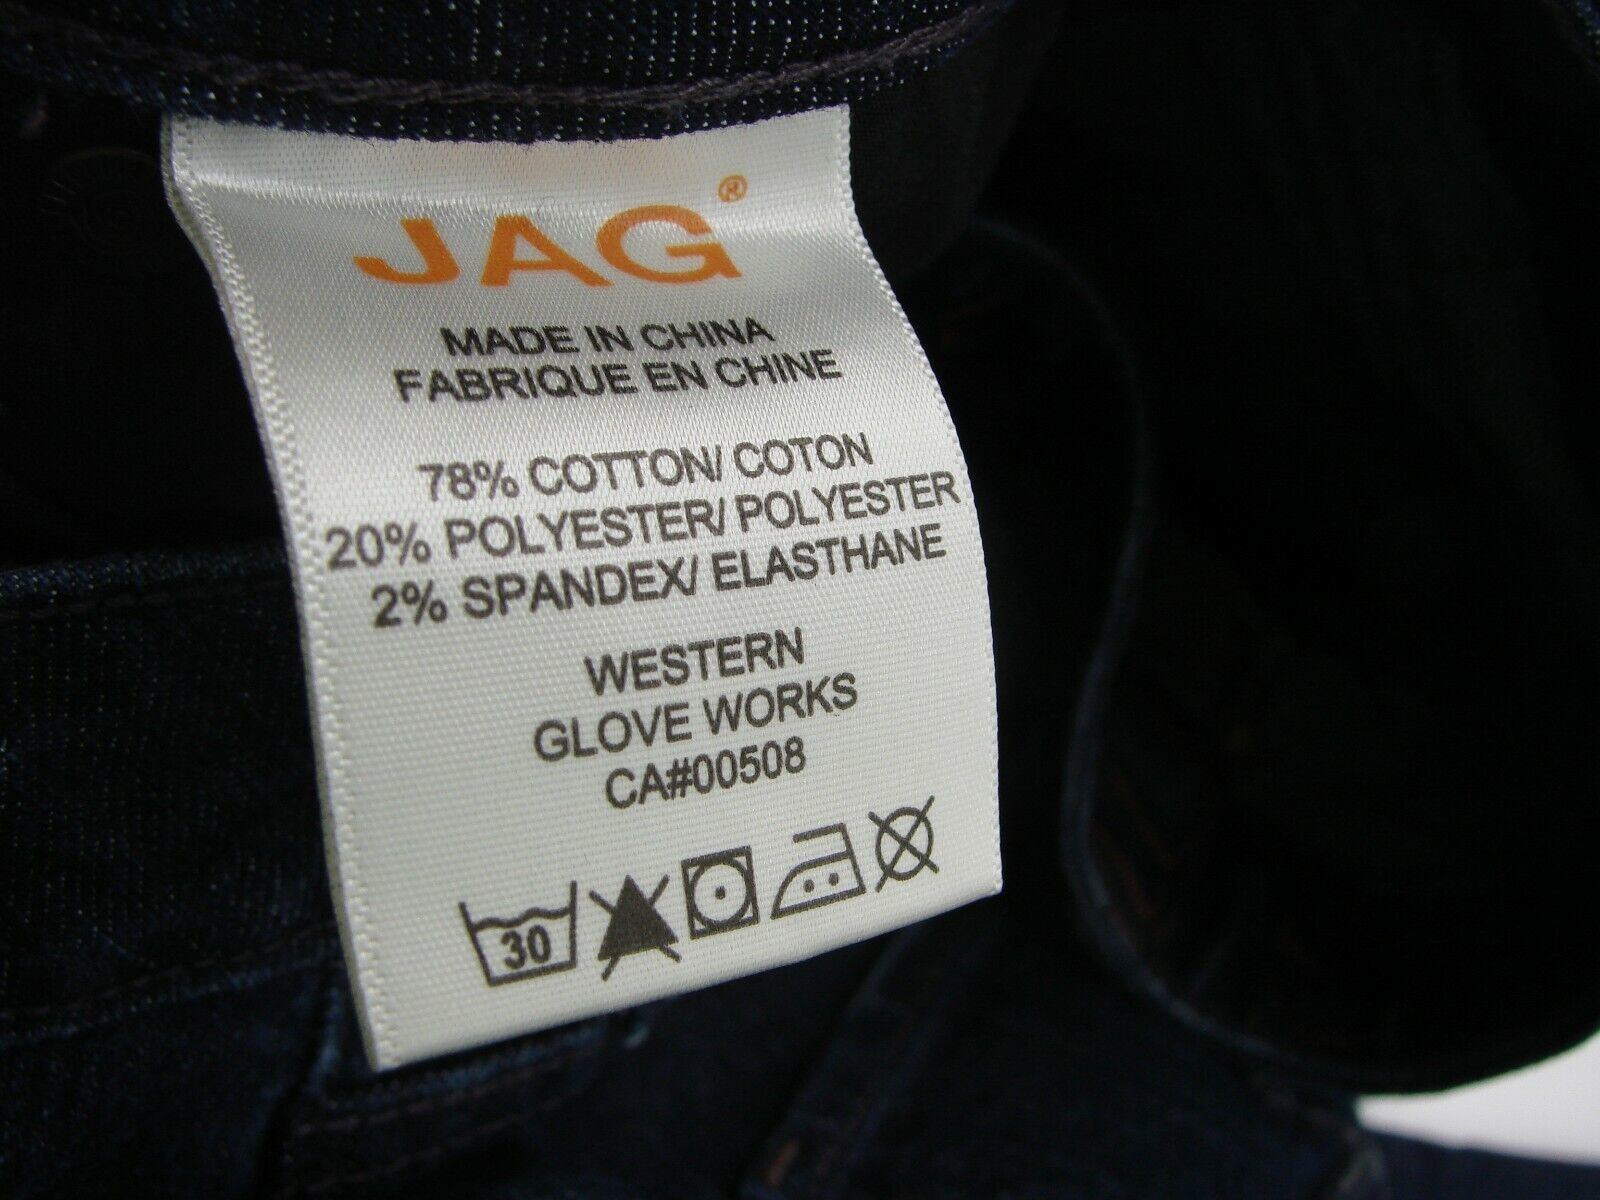 JAG®
MADE IN CHINA
FABRIQUE EN CHINE
78% COTTON/ COTON
20% POLYESTER/ POLYESTER
2% SPANDEX/ ELASTHANE
WESTERN
GLOVE WORKS
CA#00508
30